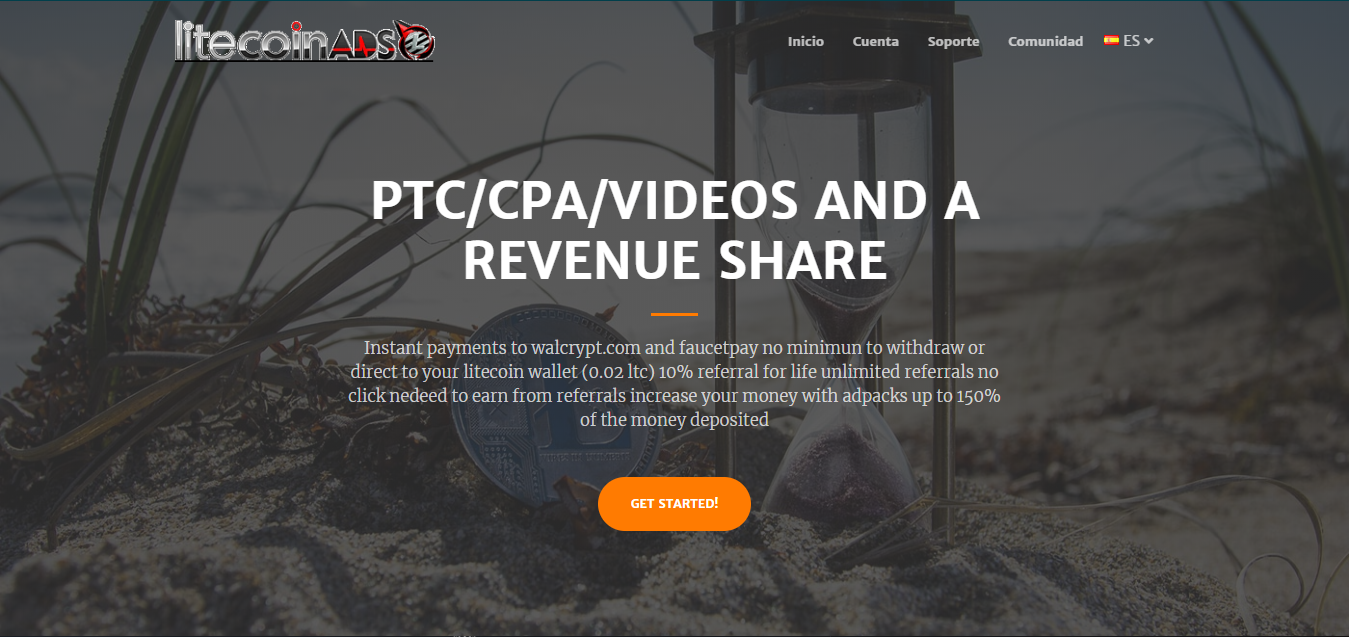 litecoinADS
Inicio Cuenta Soporte Comunidad ES
PTC/CPA/VIDEOS AND A
REVENUE SHARE
Instant payments to walcrypt.com and faucetpay no minimun to withdraw or
direct to your litecoin wallet (0.02 ltc) 10% referral for life unlimited referrals no
click nedeed to earn from referrals increase your money with adpacks up to 150%
of the money deposited
GET STARTED!